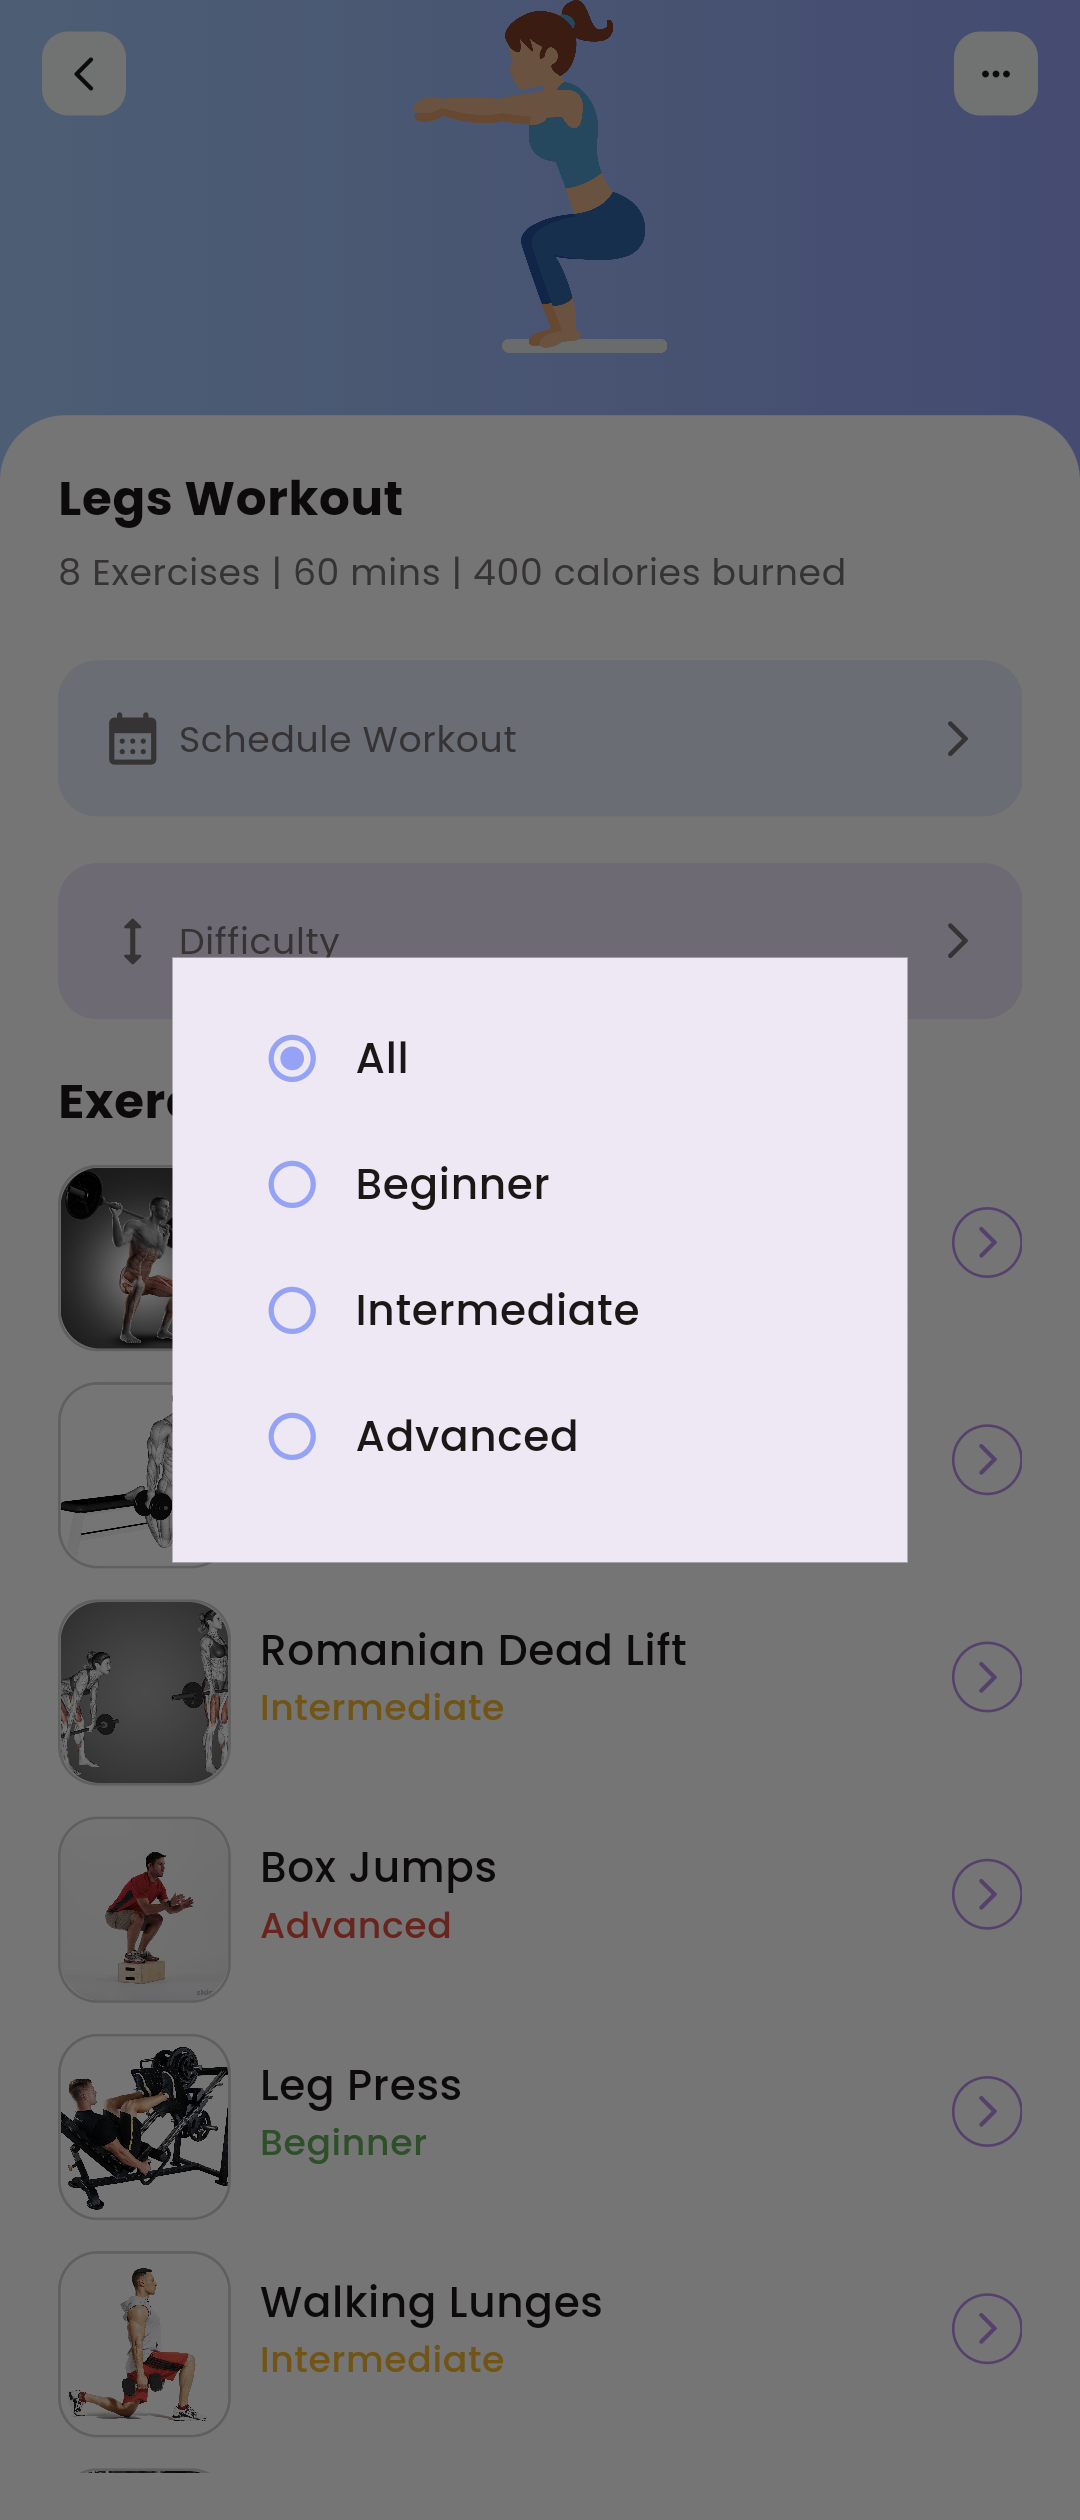 Legs Workout
8 Exercises | 60 mins | 400 calories burned
Schedule Workout
Difficulty
All
Beginner
Intermediate
Advanced
Romanian Dead Lift
Intermediate
Box Jumps
Advanced
Leg Press
Beginner
Walking Lunges
Intermediate